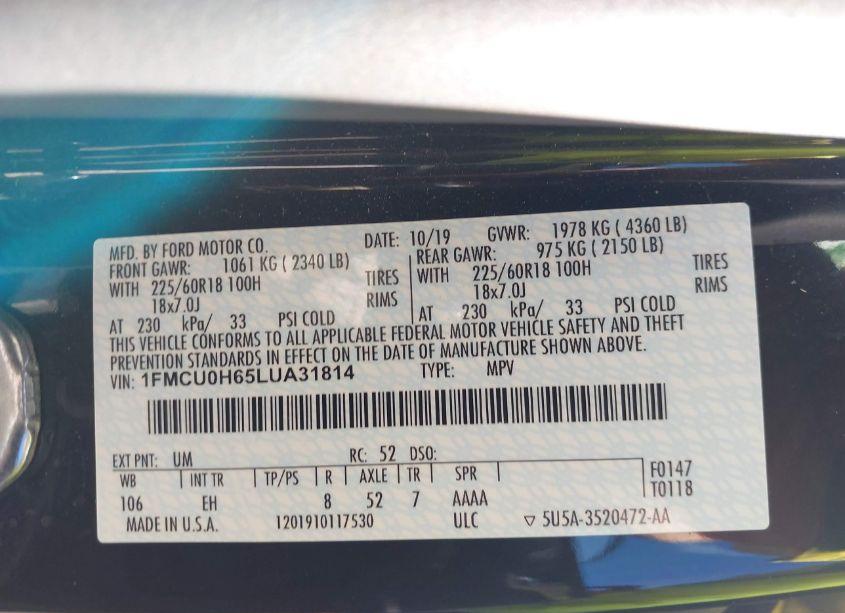 MFD. BY FORD MOTOR CO. DATE: 10/19 GVWR: 1978 KG ( 4360 LB)
FRONT GAWR: 1061 KG ( 2340 LB) REAR GAWR: 975 KG ( 2150 LB)
WITH 225/60R18 100H TIRES WITH 225/60R18 100H TIRES
18x7.0J RIMS 18x7.0J RIMS
AT 230 kPa/ 33 PSI COLD AT 230 kPa/ 33 PSI COLD
THIS VEHICLE CONFORMS TO ALL APPLICABLE FEDERAL MOTOR VEHICLE SAFETY AND THEFT
PREVENTION STANDARDS IN EFFECT ON THE DATE OF MANUFACTURE SHOWN ABOVE.
VIN: 1FMCU0H65LUA31814 TYPE: MPV
EXT PNT: UM RC: 52 DSO:
WB INT TR TP/PS R AXLE TR SPR F0147
106 EH 8 52 7 AAAA T0118
MADE IN U.S.A. 1201910117530 ULC ▽ 5U5A-3520472-AA